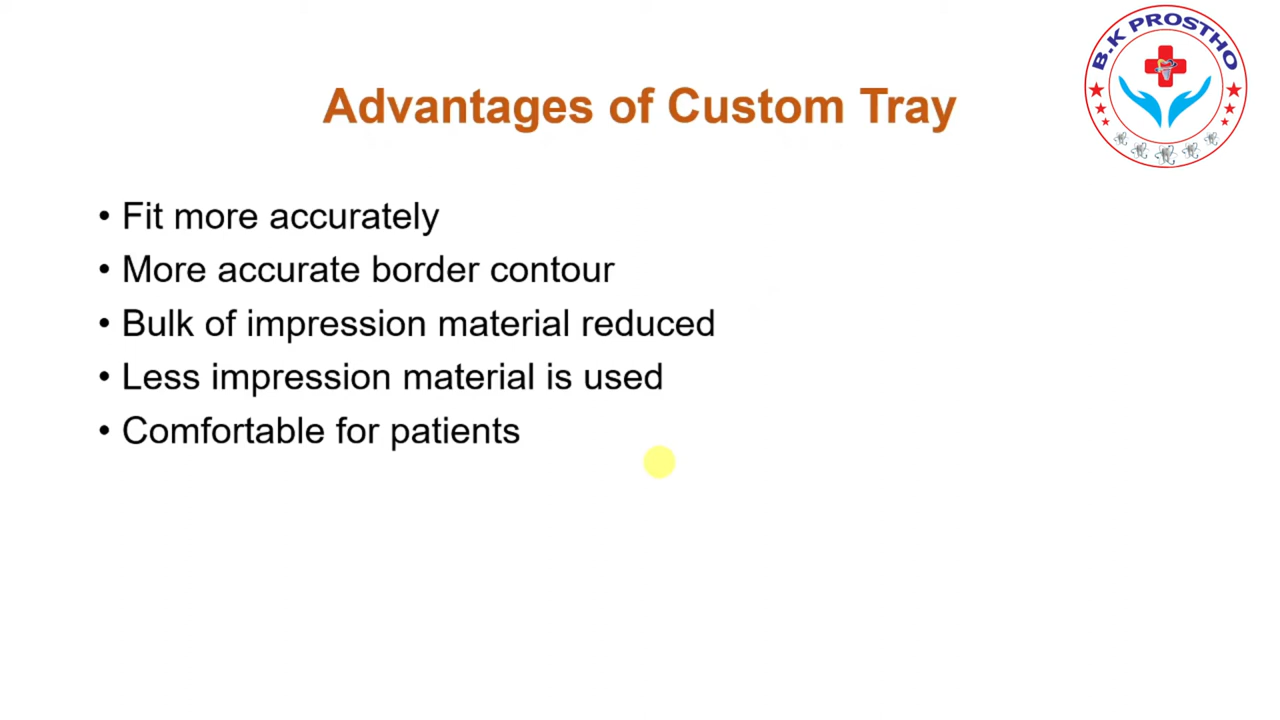 B.K PROSTHO
Advantages of Custom Tray
• Fit more accurately
• More accurate border contour
• Bulk of impression material reduced
• Less impression material is used
• Comfortable for patients